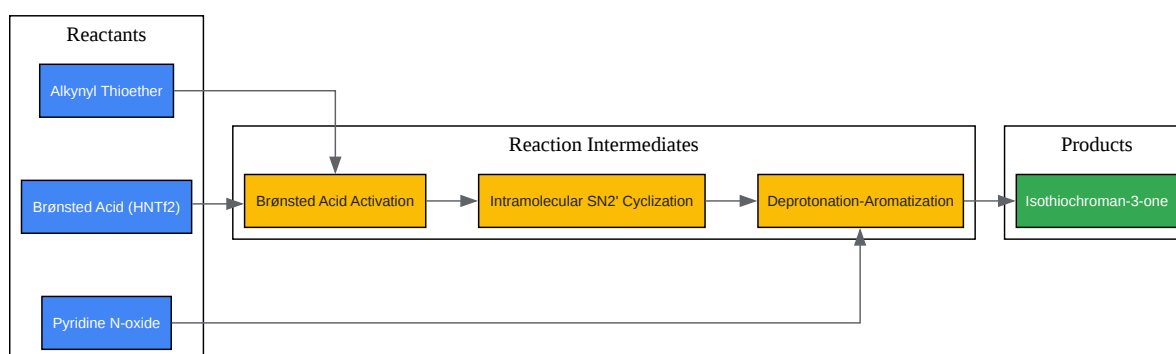 Reactants
Alkynyl Thioether
Brønsted Acid (HNTf2)
Pyridine N-oxide
Reaction Intermediates
Brønsted Acid Activation
Intramolecular SN2' Cyclization
Deprotonation-Aromatization
Products
Isothiochroman-3-one